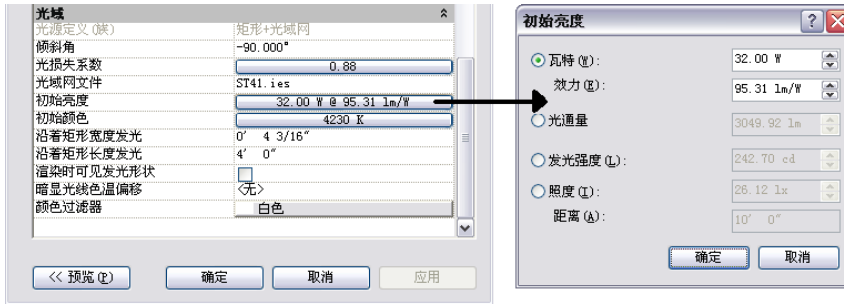 光域
光源定义 (族) 矩形+光域网
倾斜角 -90.000°
光损失系数 0.88
光域网文件 ST41.ies
初始亮度 32.00 W @ 95.31 lm/W
初始颜色 4230 K
沿着矩形宽度发光 0' 4 3/16"
沿着矩形长度发光 4' 0"
渲染时可见发光形状
暗显光线色温偏移 <无>
颜色过滤器 白色
<< 预览(P) 确定 取消 应用
初始亮度
瓦特(W): 32.00 W
效力(E): 95.31 lm/W
光通量 3049.92 lm
发光强度(L): 242.70 cd
照度(I): 26.12 lx
距离(A): 10' 0"
确定 取消